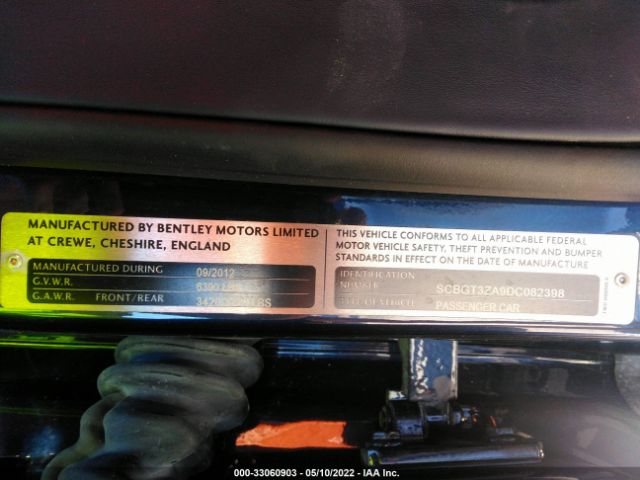 MANUFACTURED BY BENTLEY MOTORS LIMITED
AT CREWE, CHESHIRE, ENGLAND
MANUFACTURED DURING 09/2012
G.V.W.R.
G.A.W.R. FRONT/REAR
THIS VEHICLE CONFORMS TO ALL APPLICABLE FEDERAL
MOTOR VEHICLE SAFETY, THEFT PREVENTION AND BUMPER
STANDARDS IN EFFECT ON THE DATE OF MANUFACTURE
IDENTIFICATION
NUMBER SCBGT3ZA9DC082398
TYPE OF VEHICLE PASSENGER CAR
000-33060903 - 05/10/2022 - IAA Inc.